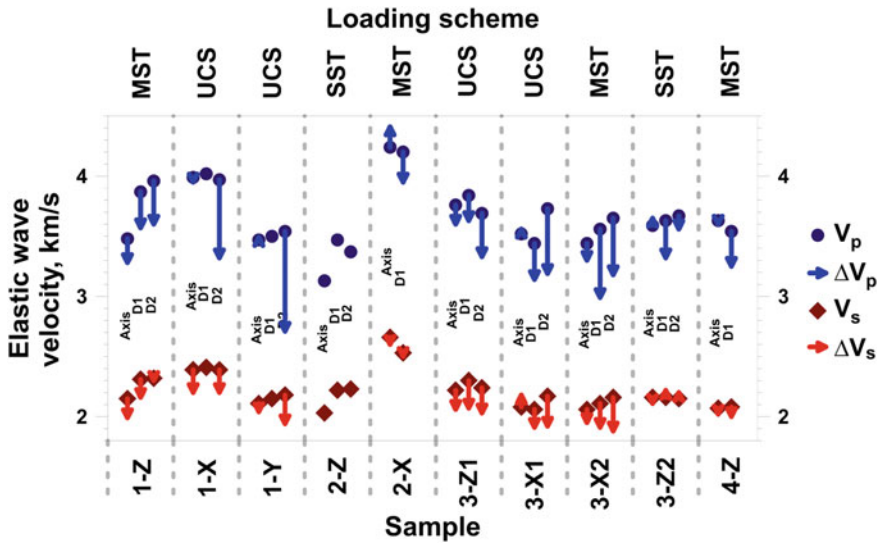 Loading scheme
MST UCS UCS SST MST UCS UCS MST SST MST
Elastic wave
velocity, km/s
4 4
3 3
2 2
Axis D1 D2
Axis D1 D2
Axis D1
Axis D1 D2
Axis D1
Axis D1 D2
Axis D1 D2
Axis D1 D2
Axis D1 D2
Axis D1
Vp
ΔVp
Vs
ΔVs
1-Z 1-X 1-Y 2-Z 2-X 3-Z1 3-X1 3-X2 3-Z2 4-Z
Sample